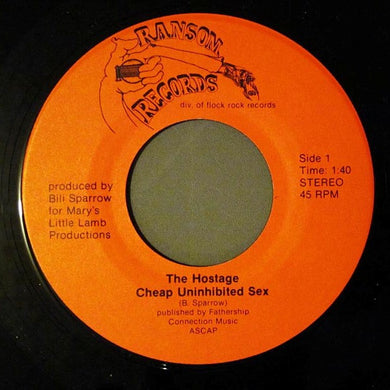 RANSOM
RECORDS
div. of flock rock records
Side 1
Time: 1:40
STEREO
45 RPM
produced by
Bill Sparrow
for Mary's
Little Lamb
Productions
The Hostage
Cheap Uninhibited Sex
(B. Sparrow)
published by Fathership
Connection Music
ASCAP